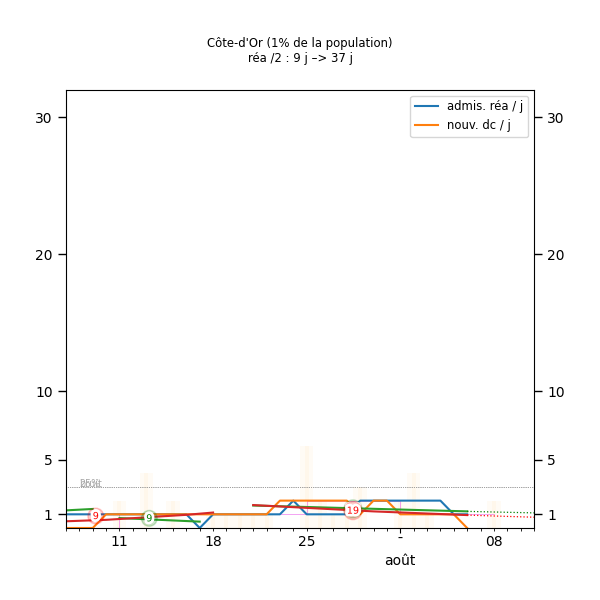 Côte-d'Or (1% de la population)
réa /2 : 9 j –> 37 j
admis. réa / j
nouv. dc / j
30 30
20 20
10 10
5 5
1 1
9 9 19
11 18 25 - 08
août